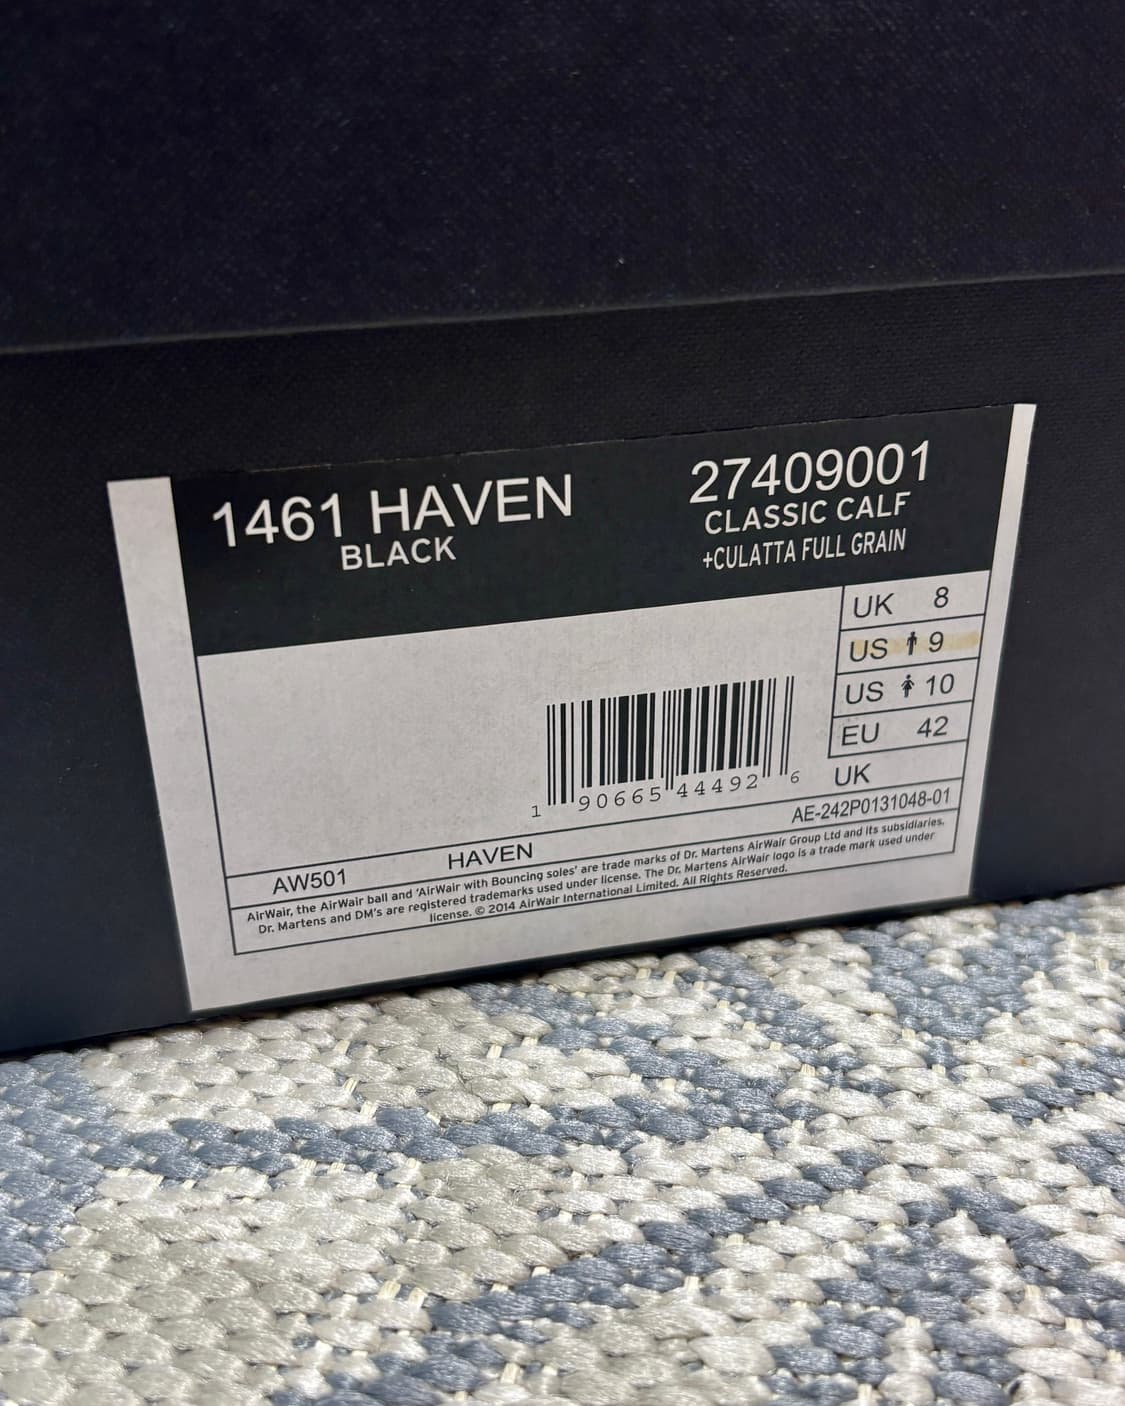 1461 HAVEN
BLACK
27409001
CLASSIC CALF
+CULATTA FULL GRAIN
UK 8
US 9
US 10
EU 42
UK
1 90665 44492 6
AE-242P0131048-01
AW501 HAVEN
AirWair, the AirWair ball and 'AirWair with Bouncing soles' are trade marks of Dr. Martens AirWair Group Ltd and its subsidiaries.
Dr. Martens and DM's are registered trademarks used under license. The Dr. Martens AirWair logo is a trade mark used under
license. © 2014 AirWair International Limited. All Rights Reserved.